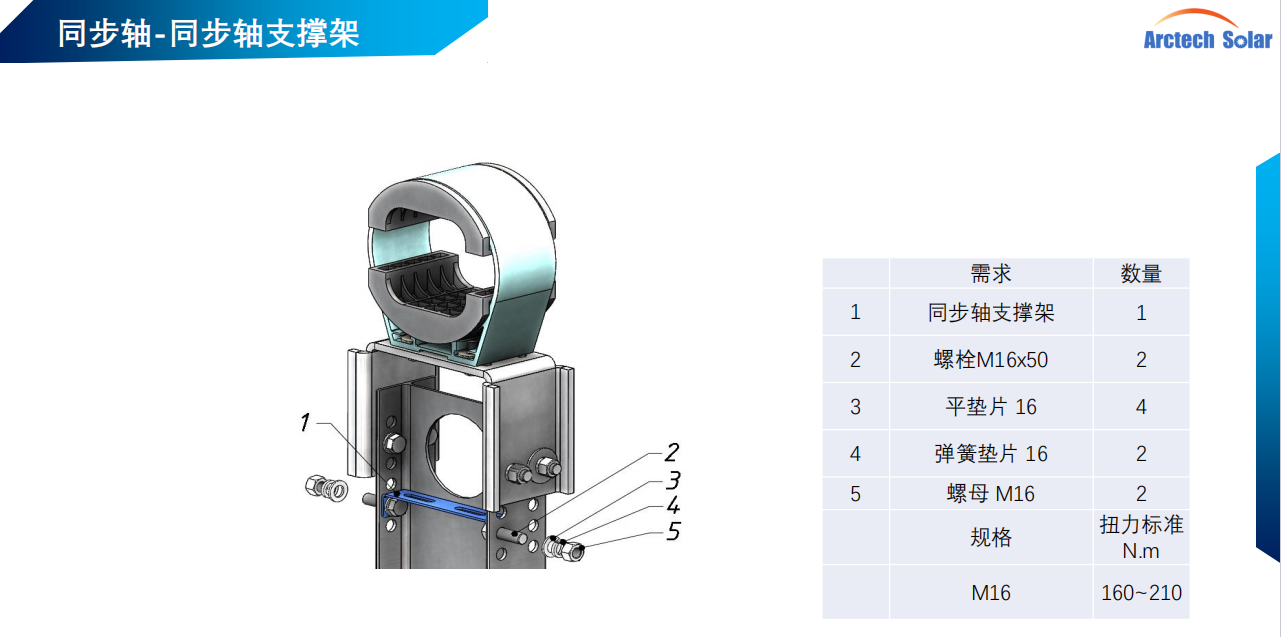 同步轴-同步轴支撑架
Arctech Solar
需求 数量
1 同步轴支撑架 1
2 螺栓M16x50 2
3 平垫片 16 4
4 弹簧垫片 16 2
5 螺母 M16 2
规格 扭力标准
N.m
M16 160~210
1
2
3
4
5